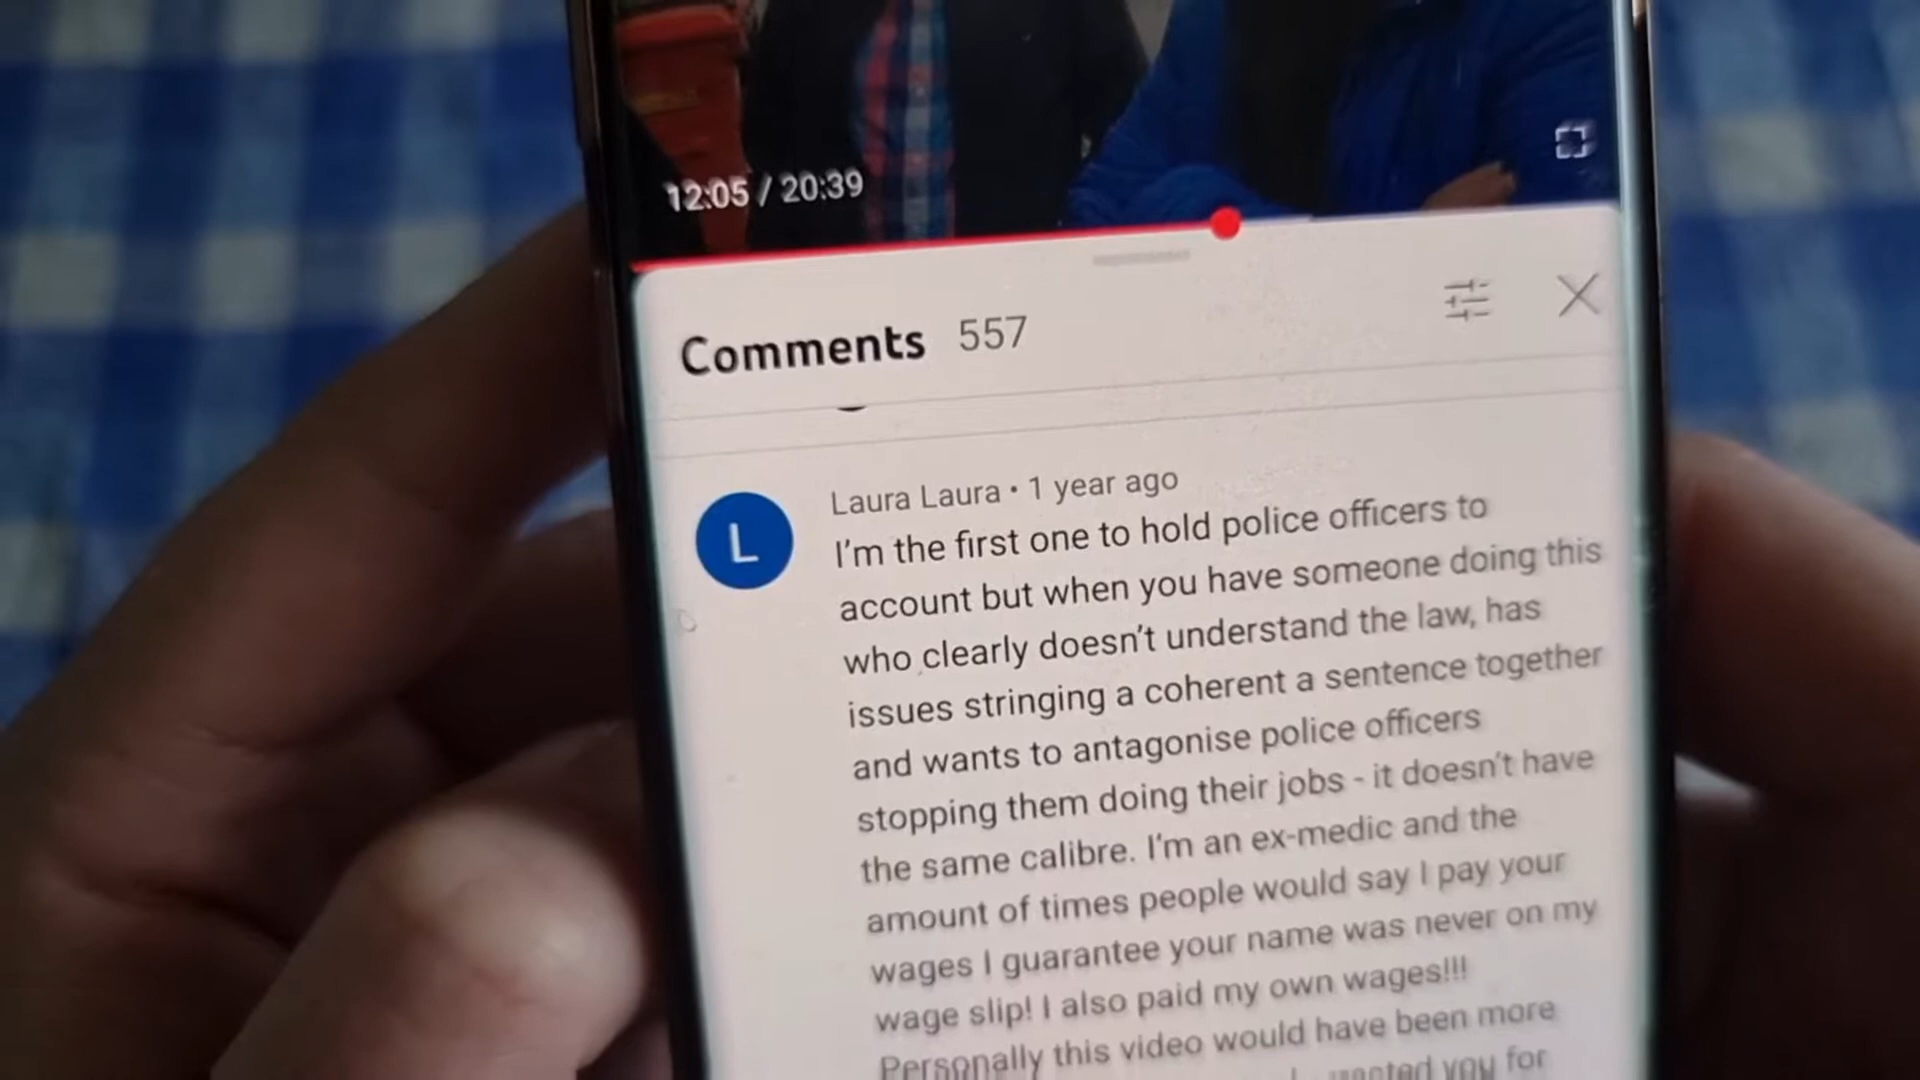 12:05 / 20:39
Comments 557
L
Laura Laura • 1 year ago
I'm the first one to hold police officers to
account but when you have someone doing this
who clearly doesn't understand the law, has
issues stringing a coherent a sentence together
and wants to antagonise police officers
stopping them doing their jobs - it doesn't have
the same calibre. I'm an ex-medic and the
amount of times people would say I pay your
wages I guarantee your name was never on my
wage slip! I also paid my own wages!!!
Personally this video would have been more
you for